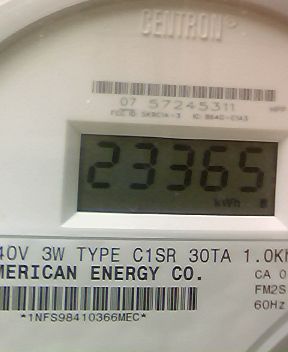 CENTRON®
07 57245311
23365
kWh
40V 3W TYPE C1SR 30TA 1.0Kh
MERICAN ENERGY CO.
CA 0
FM2S
60Hz
*1NFS98410366MEC*